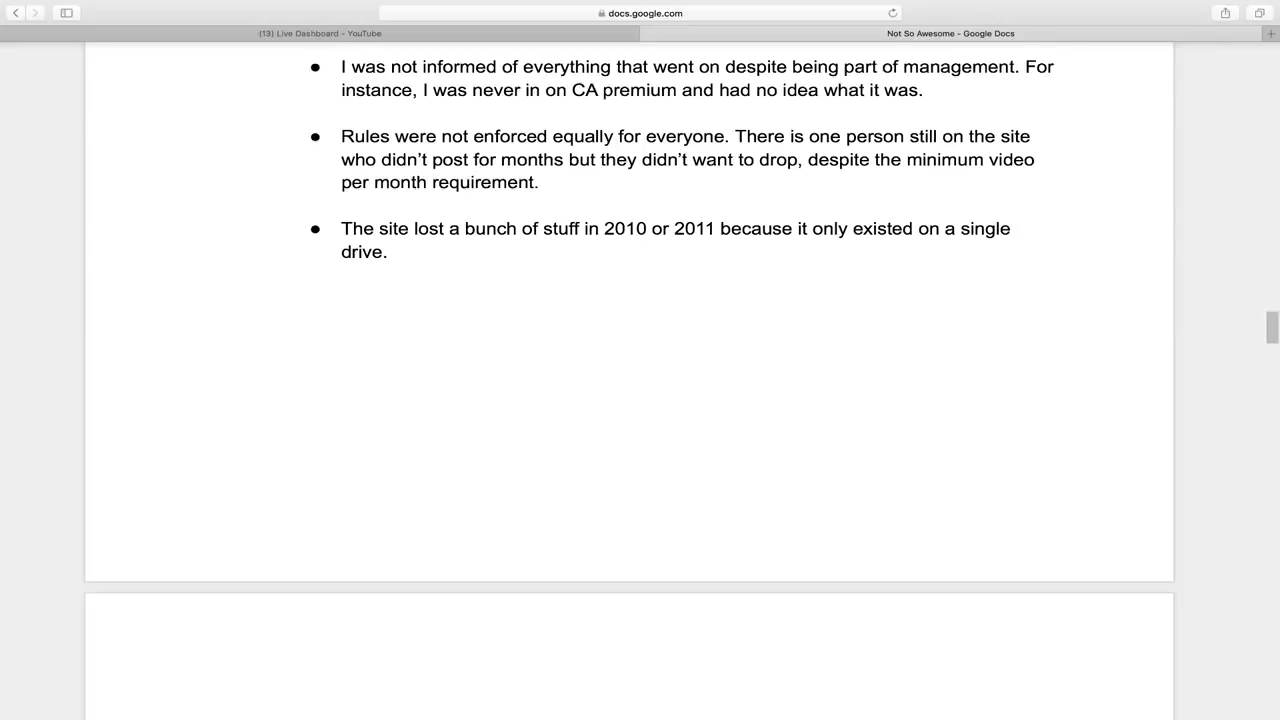 docs.google.com
(13) Live Dashboard - YouTube
Not So Awesome - Google Docs
● I was not informed of everything that went on despite being part of management. For
instance, I was never in on CA premium and had no idea what it was.
● Rules were not enforced equally for everyone. There is one person still on the site
who didn’t post for months but they didn’t want to drop, despite the minimum video
per month requirement.
● The site lost a bunch of stuff in 2010 or 2011 because it only existed on a single
drive.